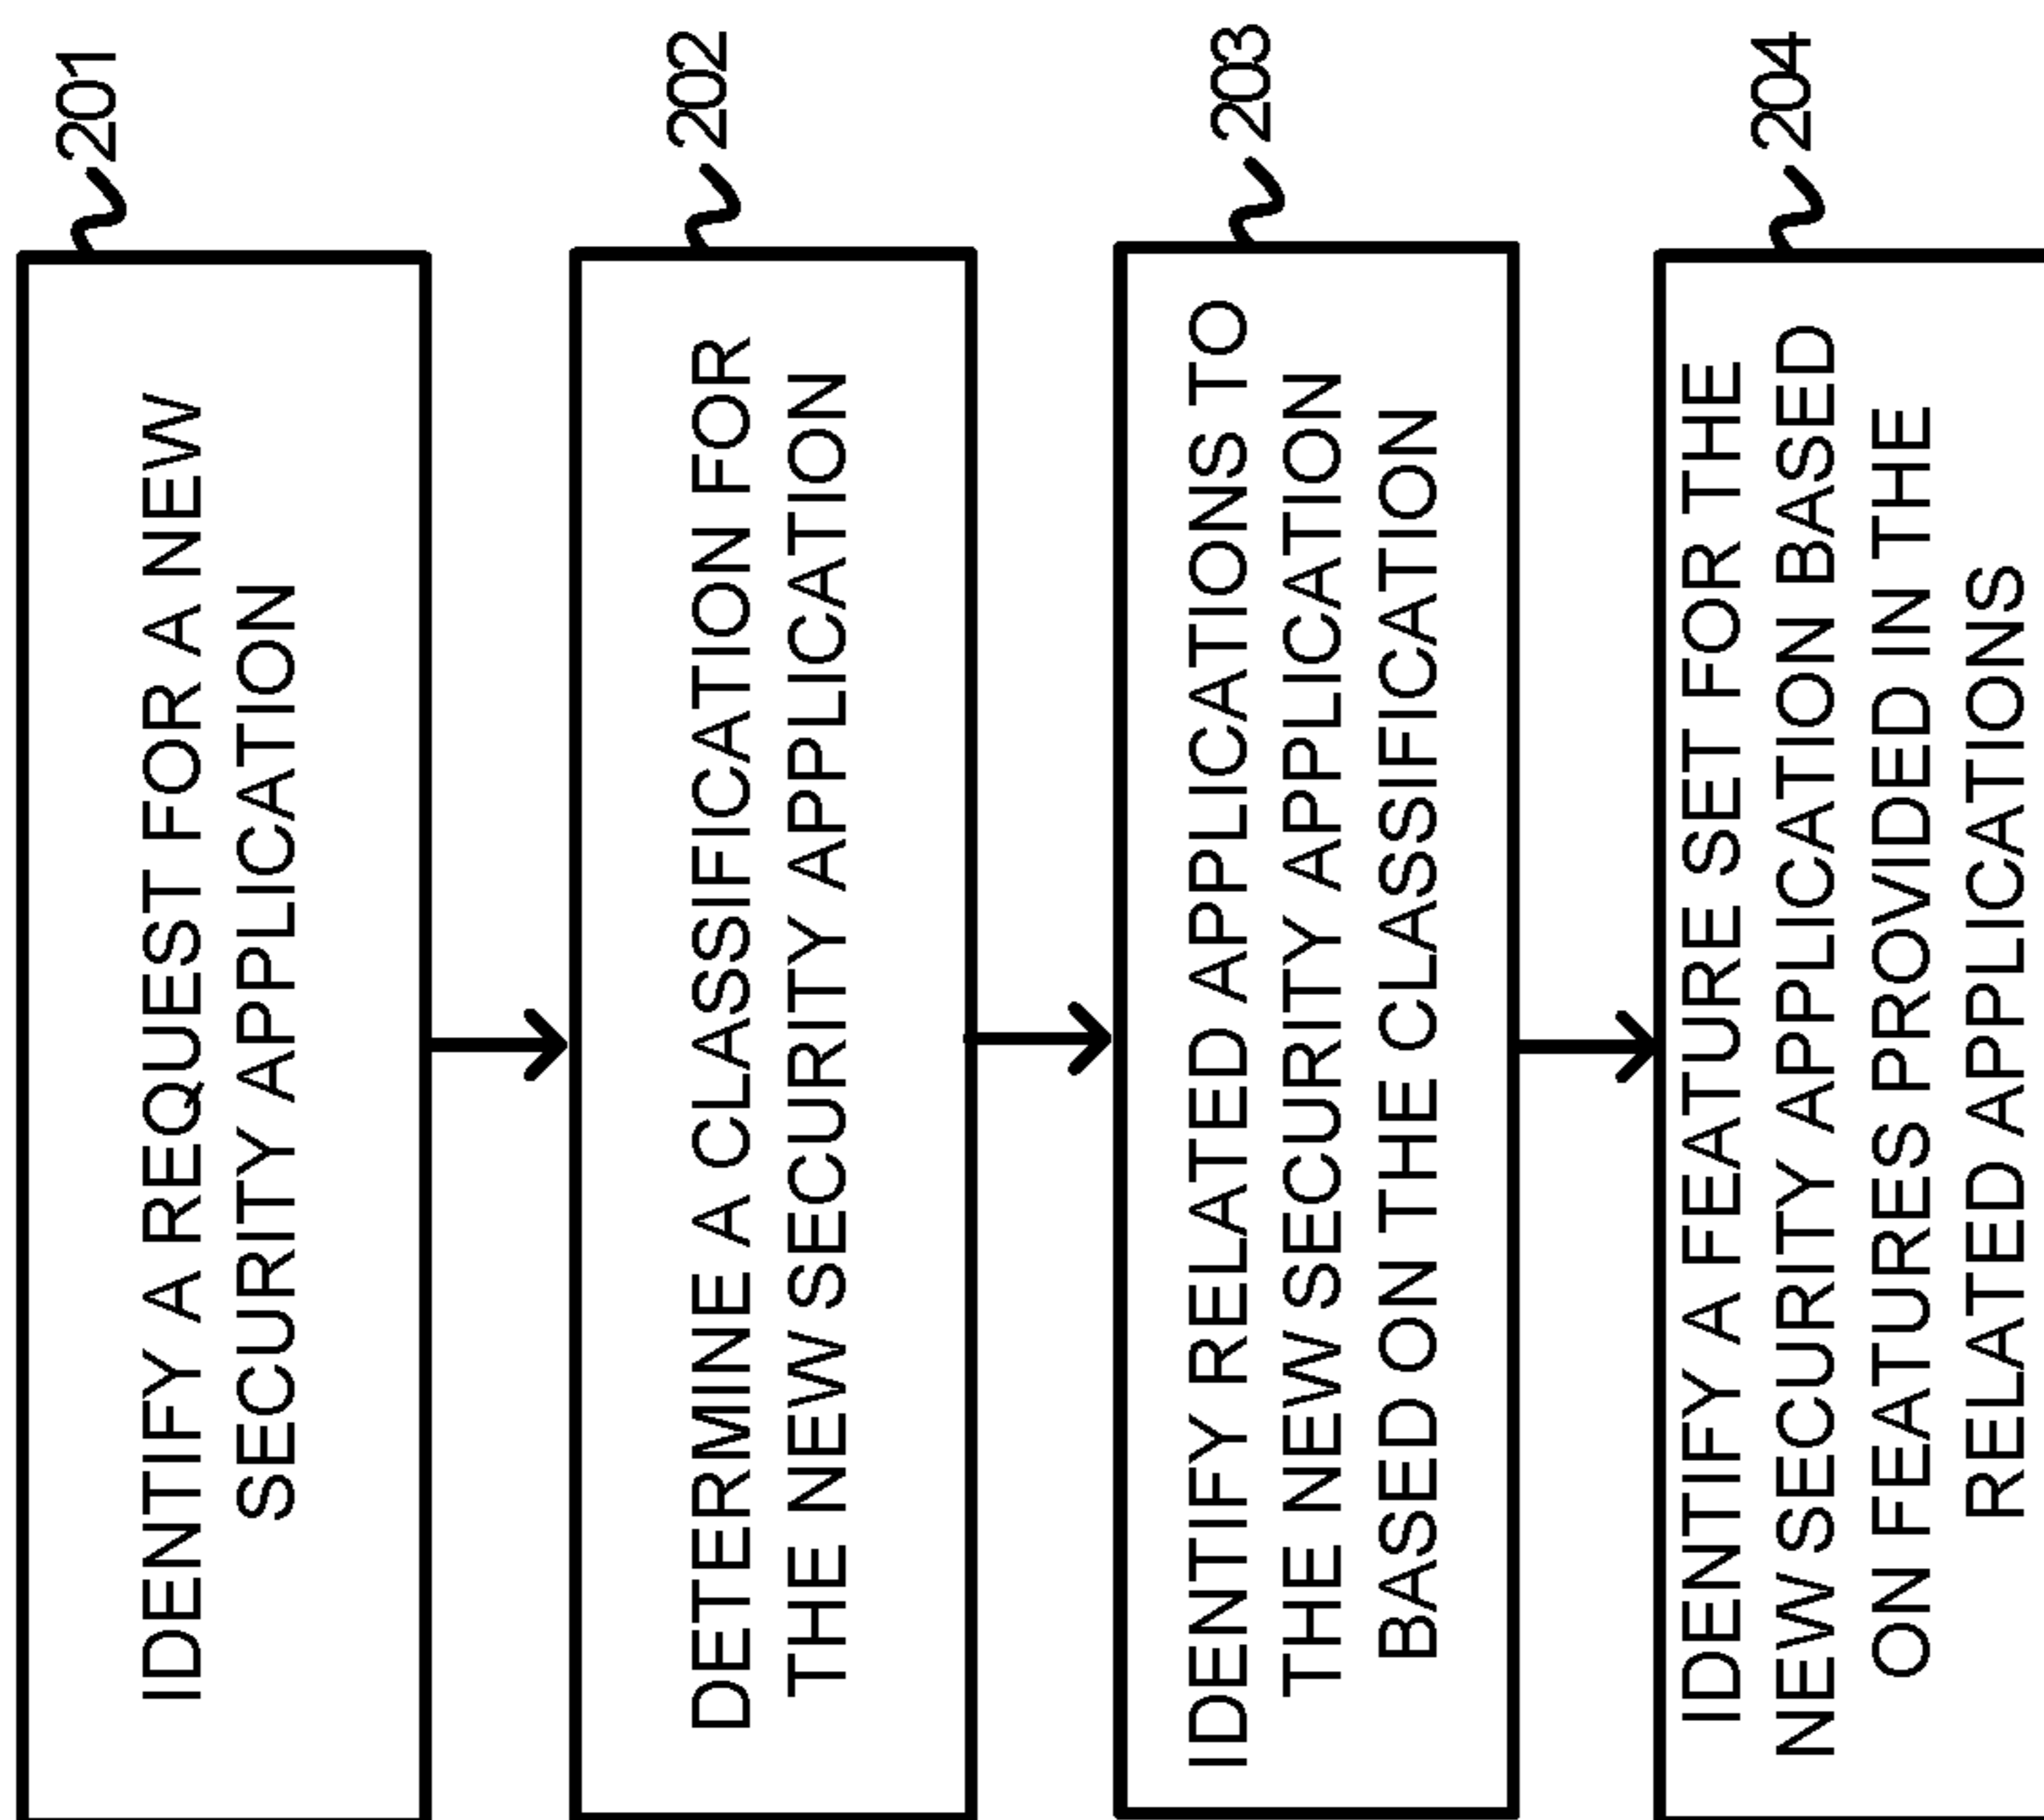 201
IDENTIFY A REQUEST FOR A NEW
SECURITY APPLICATION
202
DETERMINE A CLASSIFICATION FOR
THE NEW SECURITY APPLICATION
203
IDENTIFY RELATED APPLICATIONS TO
THE NEW SECURITY APPLICATION
BASED ON THE CLASSIFICATION
204
IDENTIFY A FEATURE SET FOR THE
NEW SECURITY APPLICATION BASED
ON FEATURES PROVIDED IN THE
RELATED APPLICATIONS